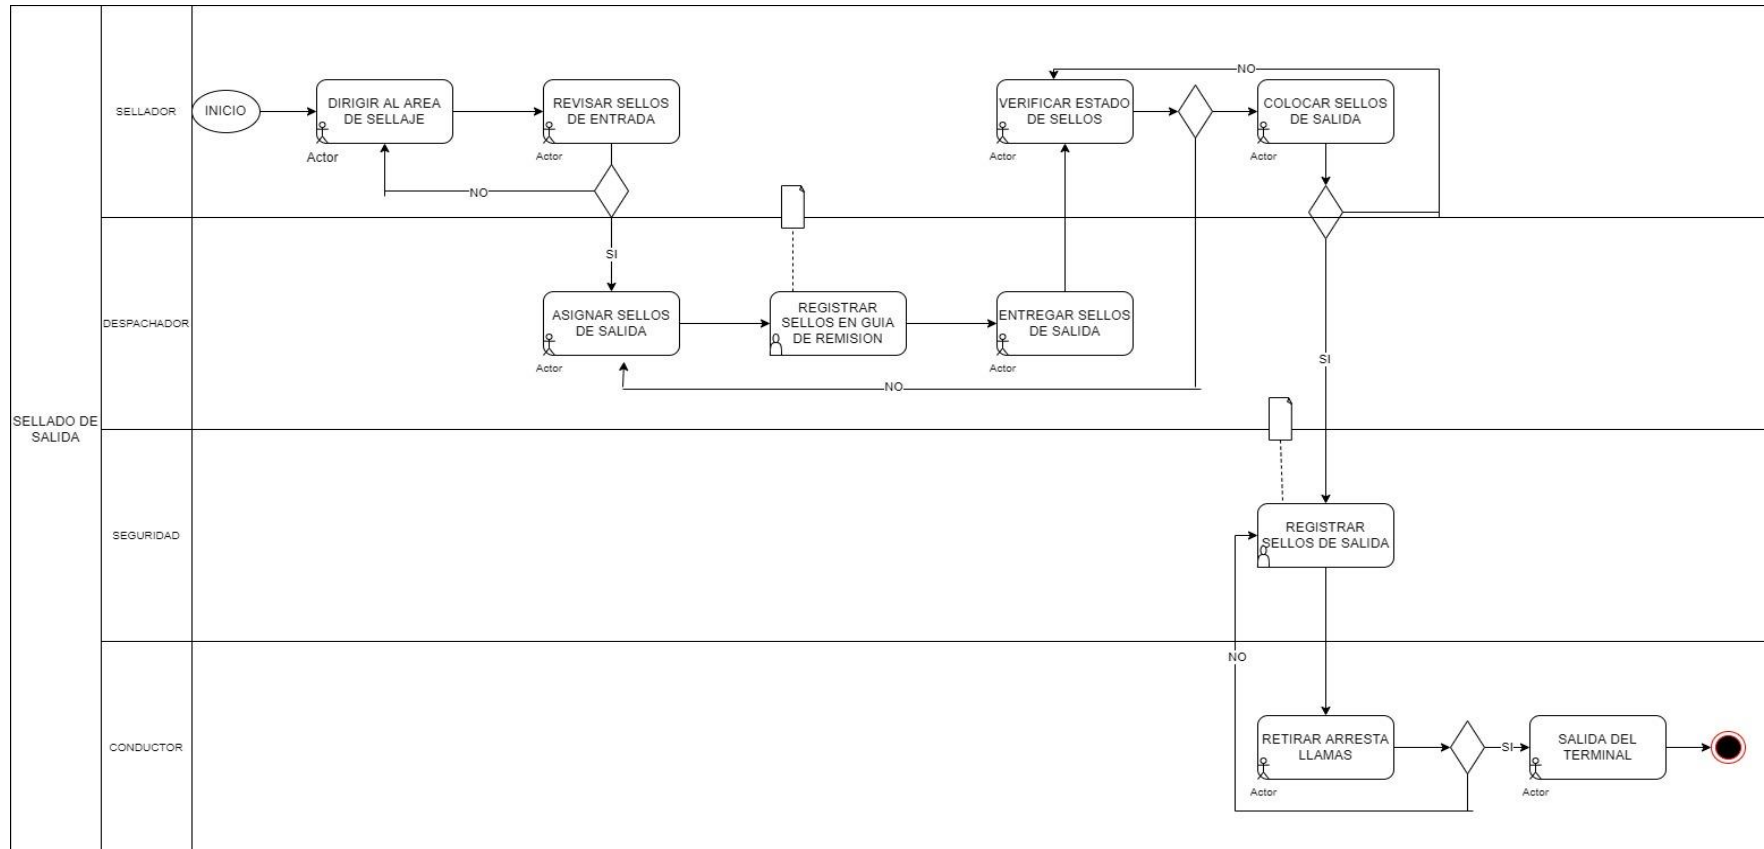 SELLADO DE
SALIDA
SELLADOR
INICIO
DIRIGIR AL AREA
DE SELLAJE
Actor
REVISAR SELLOS
DE ENTRADA
Actor
NO
VERIFICAR ESTADO
DE SELLOS
Actor
NO
COLOCAR SELLOS
DE SALIDA
Actor
DESPACHADOR
SI
ASIGNAR SELLOS
DE SALIDA
Actor
REGISTRAR
SELLOS EN GUIA
DE REMISION
ENTREGAR SELLOS
DE SALIDA
Actor
NO
SI
SEGURIDAD
REGISTRAR
SELLOS DE SALIDA
CONDUCTOR
NO
RETIRAR ARRESTA
LLAMAS
Actor
SI
SALIDA DEL
TERMINAL
Actor